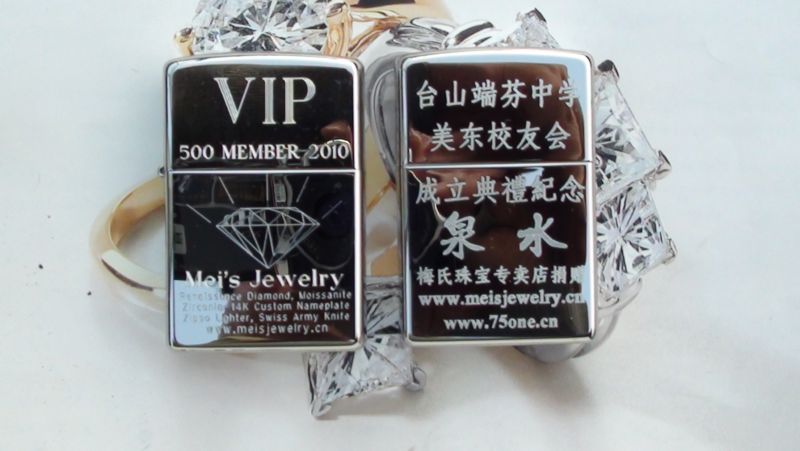 VIP
500 MEMBER 2010
Mei's Jewelry
Renaissance Diamond, Moissanite
Zirconier 14K Custom Nameplate
Zippo Lighter, Swiss Army Knife
www.meisjewelry.cn
台山端芬中学
美东校友会
成立典禮紀念
泉 水
梅氏珠宝专卖店捐赠
www.meisjewelry.cn
www.75one.cn